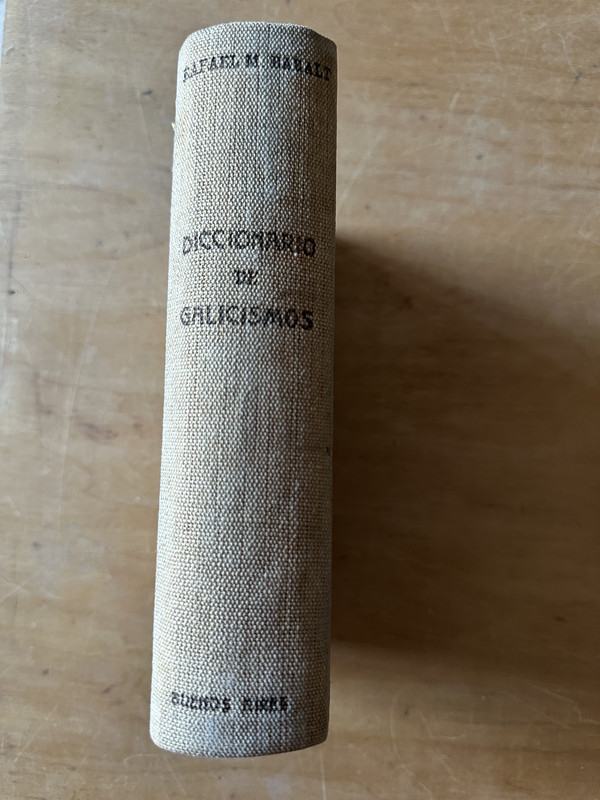 RAFAEL M. BARALT
DICCIONARIO
DE
GALICISMOS
BUENOS AIRES